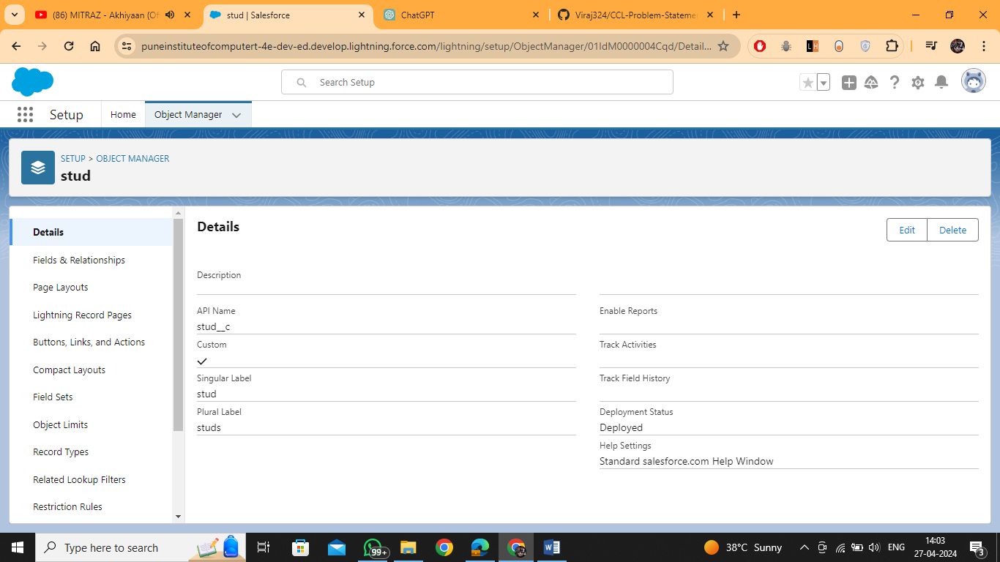 (86) MITRAZ - Akhiyaan (Of
stud | Salesforce
ChatGPT
Viraj324/CCL-Problem-Stateme
puneinstituteofcomputert-4e-dev-ed.develop.lightning.force.com/lightning/setup/ObjectManager/01IdM0000004Cqd/Detail...
LH
Search Setup
Setup
Home
Object Manager
SETUP > OBJECT MANAGER
stud
Details
Fields & Relationships
Page Layouts
Lightning Record Pages
Buttons, Links, and Actions
Compact Layouts
Field Sets
Object Limits
Record Types
Related Lookup Filters
Restriction Rules
Details
Edit
Delete
Description
API Name
stud__c
Custom
Singular Label
stud
Plural Label
studs
Enable Reports
Track Activities
Track Field History
Deployment Status
Deployed
Help Settings
Standard salesforce.com Help Window
Type here to search
99+
38°C Sunny
ENG
14:03
27-04-2024
3